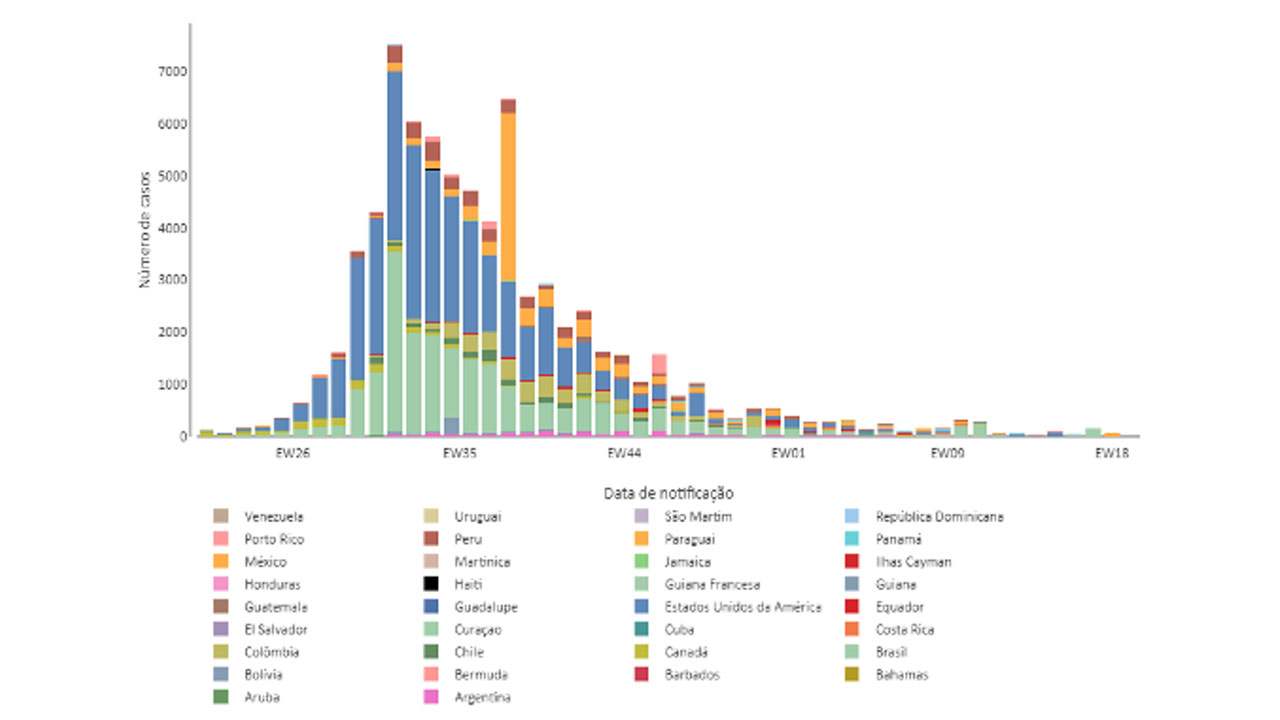 7000
6000
5000
4000
3000
2000
1000
0
Número de casos
EW26 EW35 EW44 EW01 EW09 EW18
Data de notificação
Venezuela Uruguai São Martim República Dominicana
Porto Rico Peru Paraguai Panamá
México Martinica Jamaica Ilhas Cayman
Honduras Haiti Guiana Francesa Guiana
Guatemala Guadalupe Estados Unidos da América Equador
El Salvador Curaçao Cuba Costa Rica
Colômbia Chile Canadá Brasil
Bolívia Bermuda Barbados Bahamas
Aruba Argentina